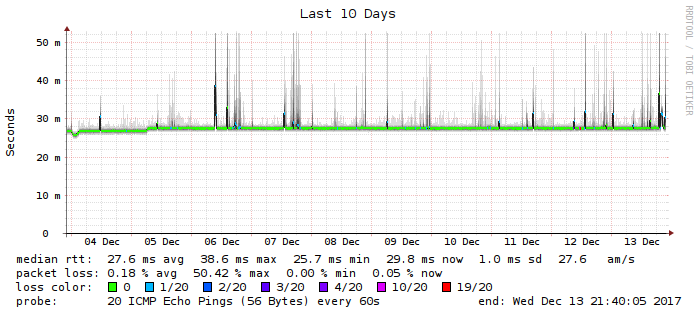 Last 10 Days
RRDTOOL / TOBI OETIKER
Seconds
50 m
40 m
30 m
20 m
10 m
0
04 Dec 05 Dec 06 Dec 07 Dec 08 Dec 09 Dec 10 Dec 11 Dec 12 Dec 13 Dec
median rtt: 27.6 ms avg 38.6 ms max 25.7 ms min 29.8 ms now 1.0 ms sd 27.6 am/s
packet loss: 0.18 % avg 50.42 % max 0.00 % min 0.05 % now
loss color: 0 1/20 2/20 3/20 4/20 10/20 19/20
probe: 20 ICMP Echo Pings (56 Bytes) every 60s end: Wed Dec 13 21:40:05 2017